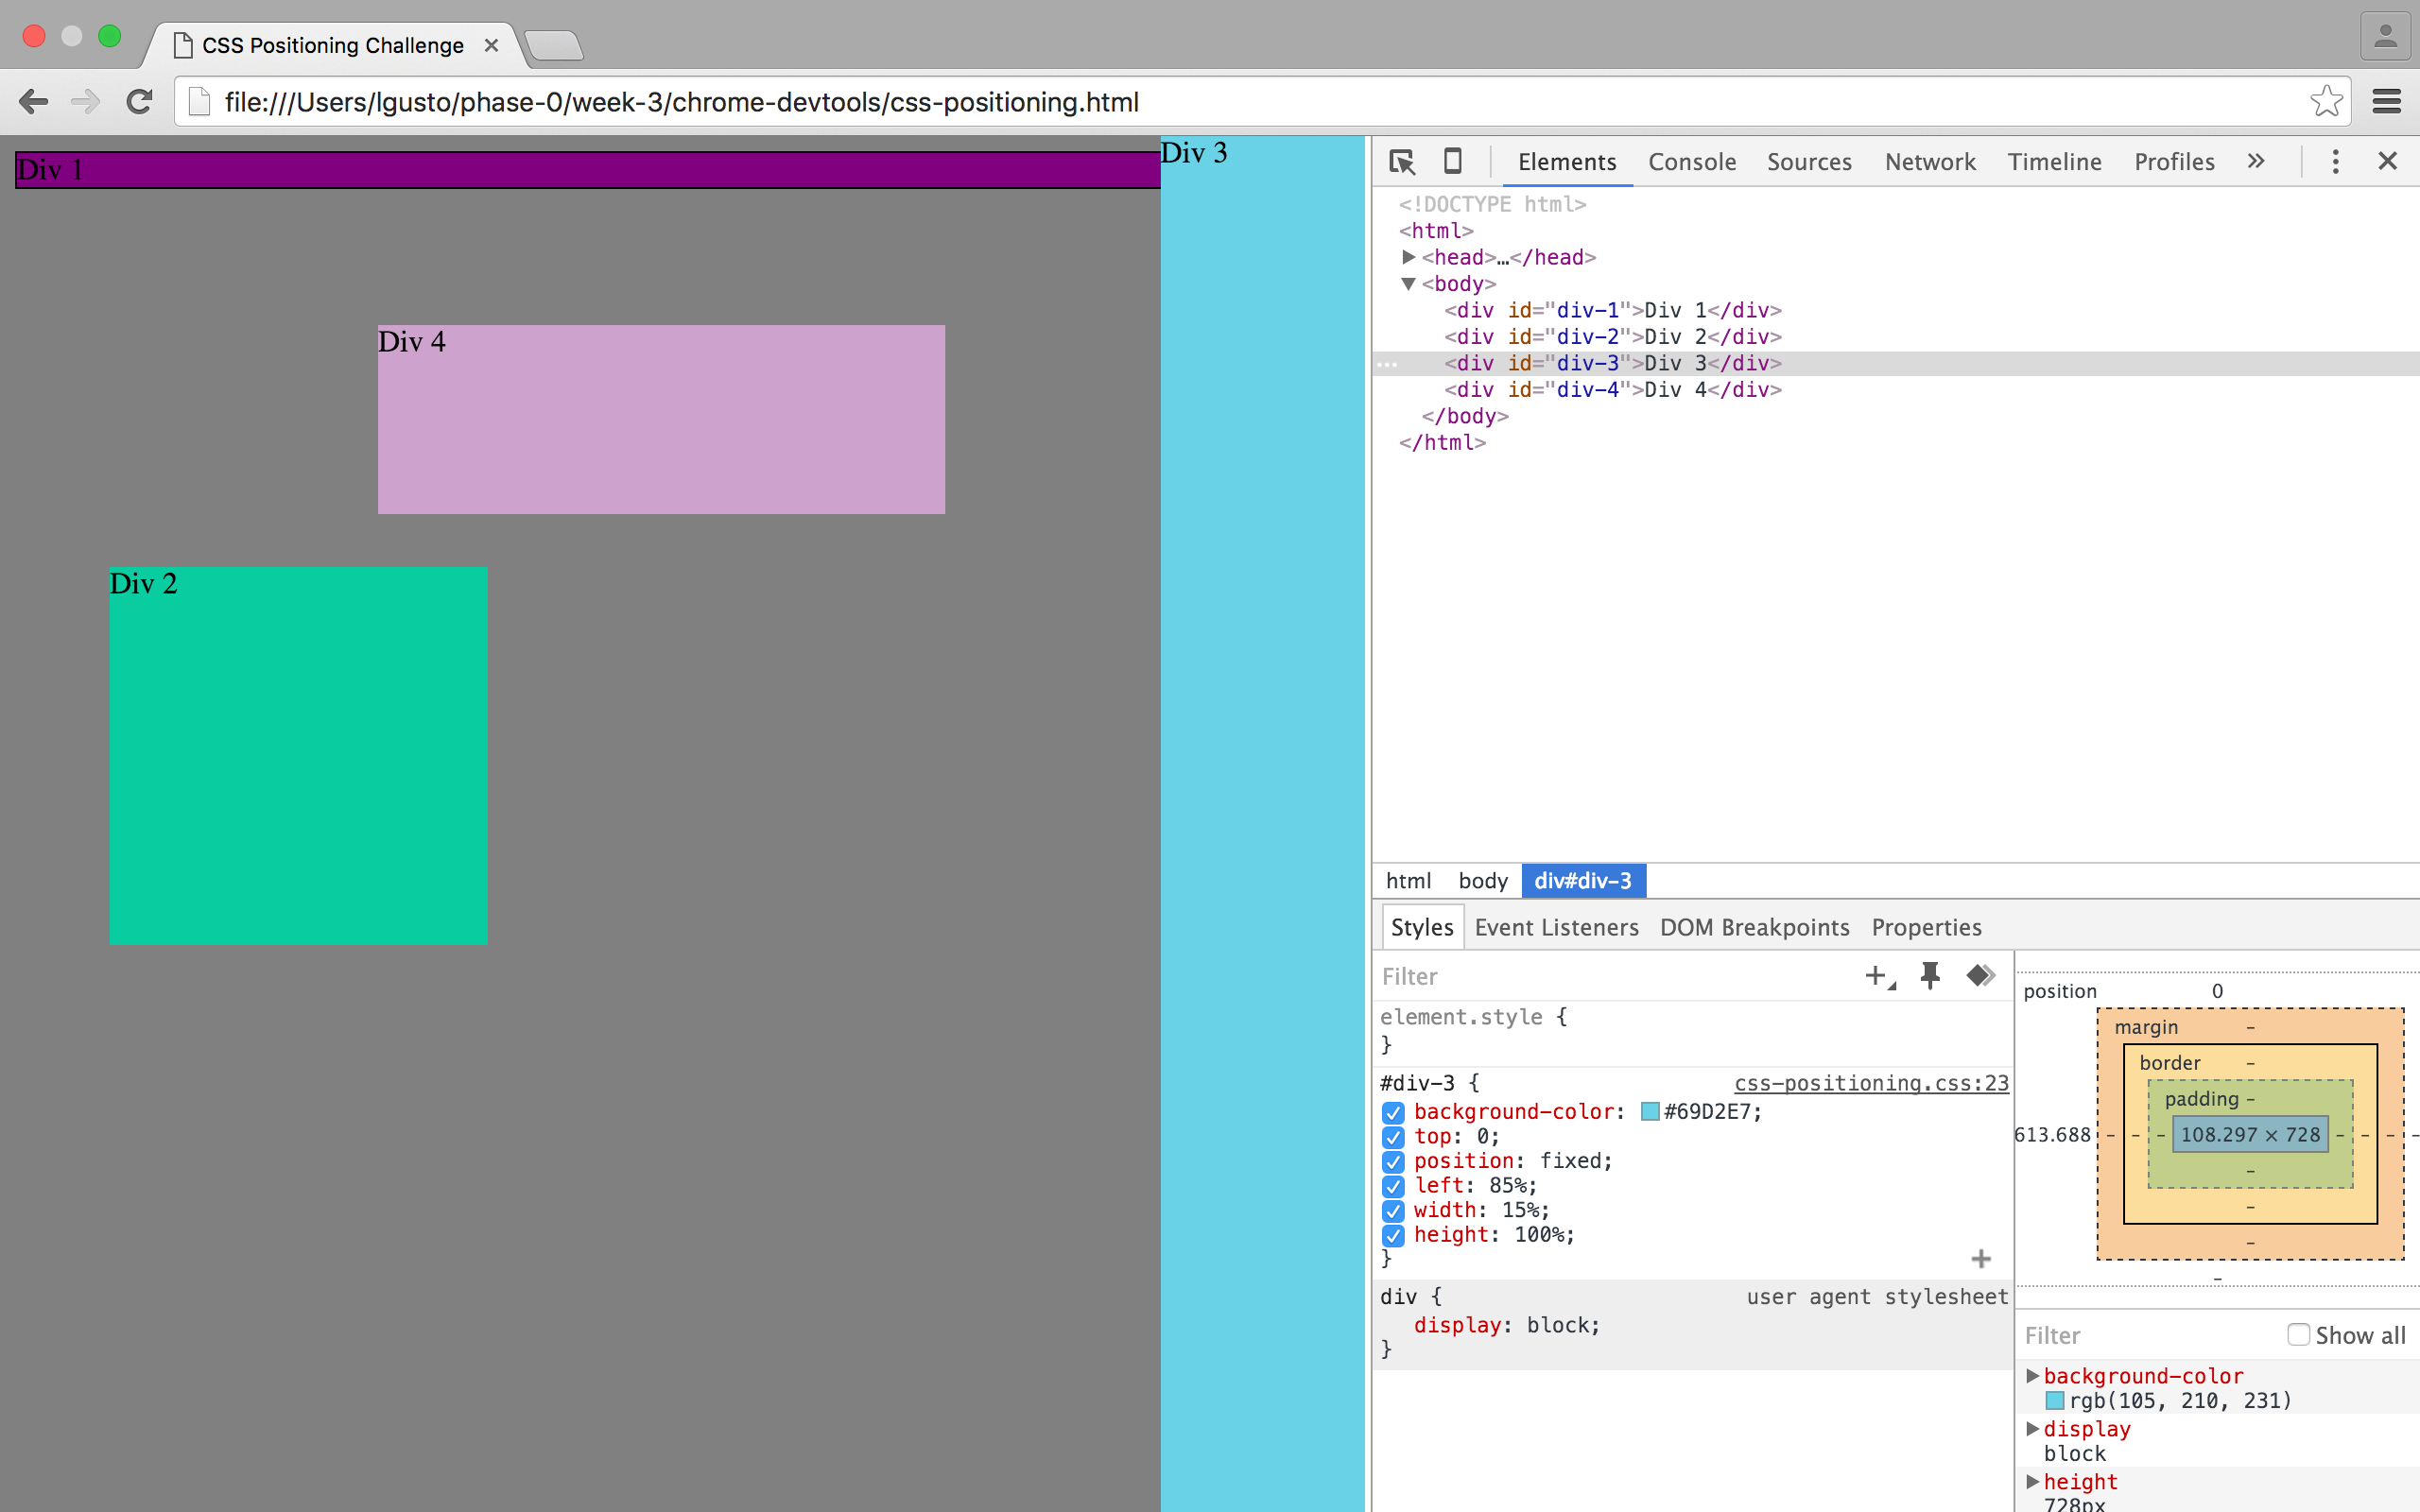 CSS Positioning Challenge ×
file:///Users/lgusto/phase-0/week-3/chrome-devtools/css-positioning.html
Div 1
Div 3
Div 4
Div 2
Elements Console Sources Network Timeline Profiles »
<!DOCTYPE html>
<html>
<head>…</head>
<body>
<div id="div-1">Div 1</div>
<div id="div-2">Div 2</div>
... <div id="div-3">Div 3</div>
<div id="div-4">Div 4</div>
</body>
</html>
html body div#div-3
Styles Event Listeners DOM Breakpoints Properties
Filter
element.style {
}
#div-3 { css-positioning.css:23
background-color: #69D2E7;
top: 0;
position: fixed;
left: 85%;
width: 15%;
height: 100%;
}
div { user agent stylesheet
display: block;
}
position 0
margin –
border –
padding –
613.688 – – – 108.297 × 728 – – – –
–
–
–
–
Filter Show all
background-color
rgb(105, 210, 231)
display
block
height
728px